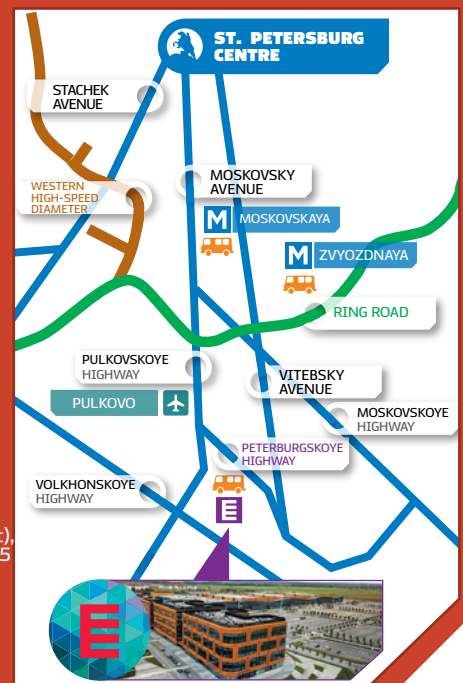 ST. PETERSBURG
CENTRE
STACHEK
AVENUE
WESTERN
HIGH-SPEED
DIAMETER
MOSKOVSKY
AVENUE
M MOSKOVSKAYA
M ZVYOZDNAYA
RING ROAD
PULKOVSKOYE
HIGHWAY
PULKOVO
VITEBSKY
AVENUE
MOSKOVSKOYE
HIGHWAY
PETERBURGSKOYE
HIGHWAY
VOLKHONSKOYE
HIGHWAY
E
t),
5
E